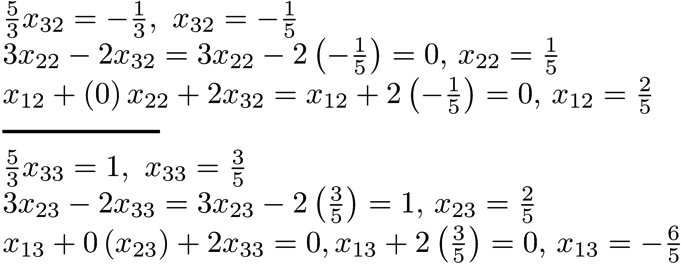 $\frac{5}{3}x_{32} = -\frac{1}{3},\ x_{32} = -\frac{1}{5}$
$3x_{22} - 2x_{32} = 3x_{22} - 2\left(-\frac{1}{5}\right) = 0,\ x_{22} = \frac{1}{5}$
$x_{12} + (0)\,x_{22} + 2x_{32} = x_{12} + 2\left(-\frac{1}{5}\right) = 0,\ x_{12} = \frac{2}{5}$
$\frac{5}{3}x_{33} = 1,\ x_{33} = \frac{3}{5}$
$3x_{23} - 2x_{33} = 3x_{23} - 2\left(\frac{3}{5}\right) = 1,\ x_{23} = \frac{2}{5}$
$x_{13} + 0\,(x_{23}) + 2x_{33} = 0, x_{13} + 2\left(\frac{3}{5}\right) = 0,\ x_{13} = -\frac{6}{5}$